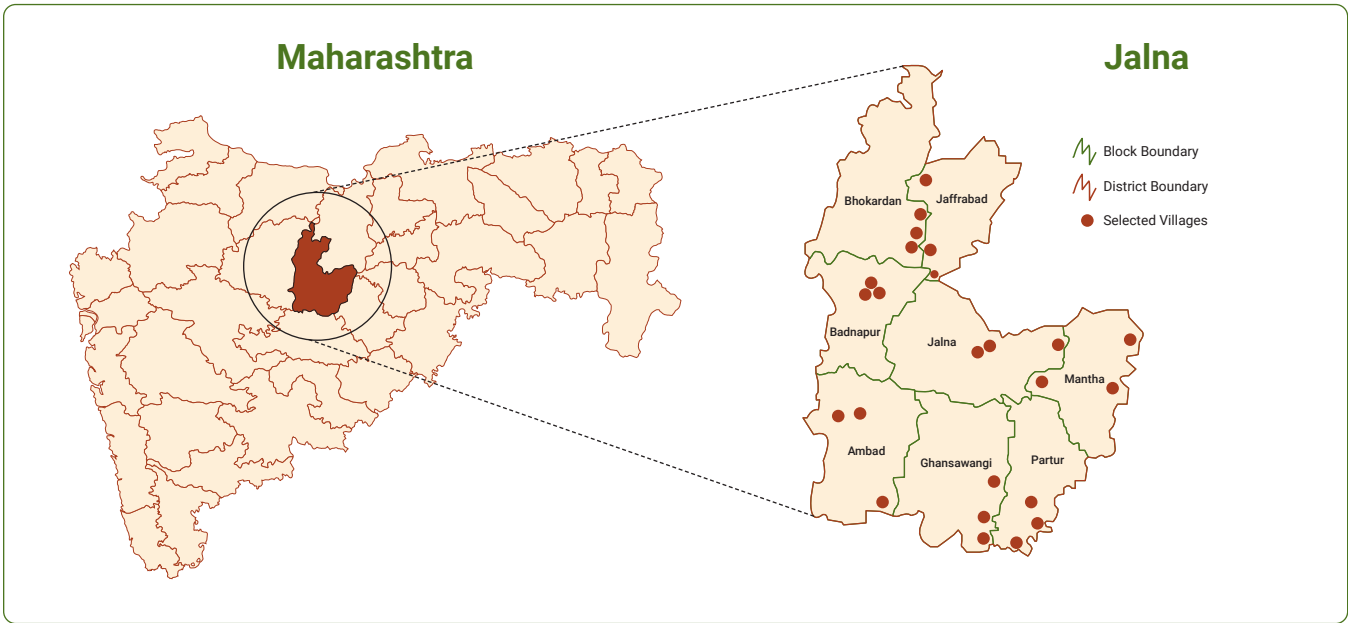 Maharashtra
Jalna
Block Boundary
District Boundary
Selected Villages
Bhokardan
Jaffrabad
Badnapur
Jalna
Mantha
Ambad
Ghansawangi
Partur